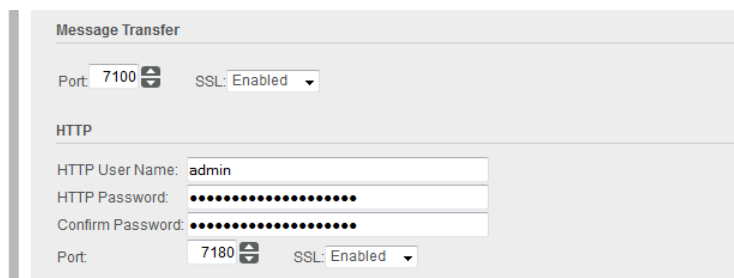 Message Transfer
Port: 7100 SSL: Enabled
HTTP
HTTP User Name: admin
HTTP Password: ••••••••••••••••••••
Confirm Password: ••••••••••••••••••••
Port: 7180 SSL: Enabled